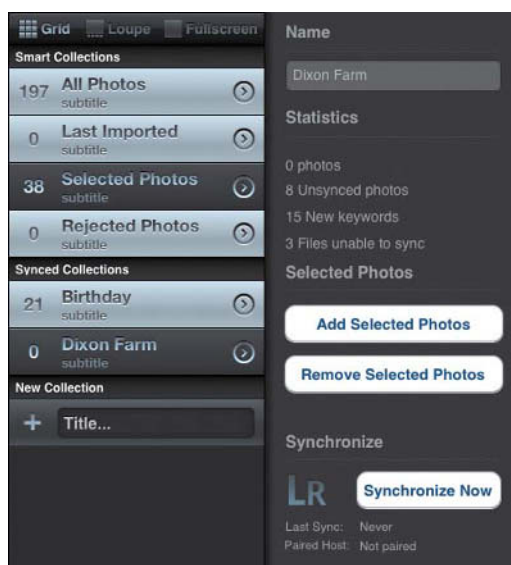 Grid Loupe Fullscreen
Smart Collections
197 All Photos
subtitle
0 Last Imported
subtitle
38 Selected Photos
subtitle
0 Rejected Photos
subtitle
Synced Collections
21 Birthday
subtitle
0 Dixon Farm
subtitle
New Collection
+ Title...
Name
Dixon Farm
Statistics
0 photos
8 Unsynced photos
15 New keywords
3 Files unable to sync
Selected Photos
Add Selected Photos
Remove Selected Photos
Synchronize
LR Synchronize Now
Last Sync: Never
Paired Host: Not paired